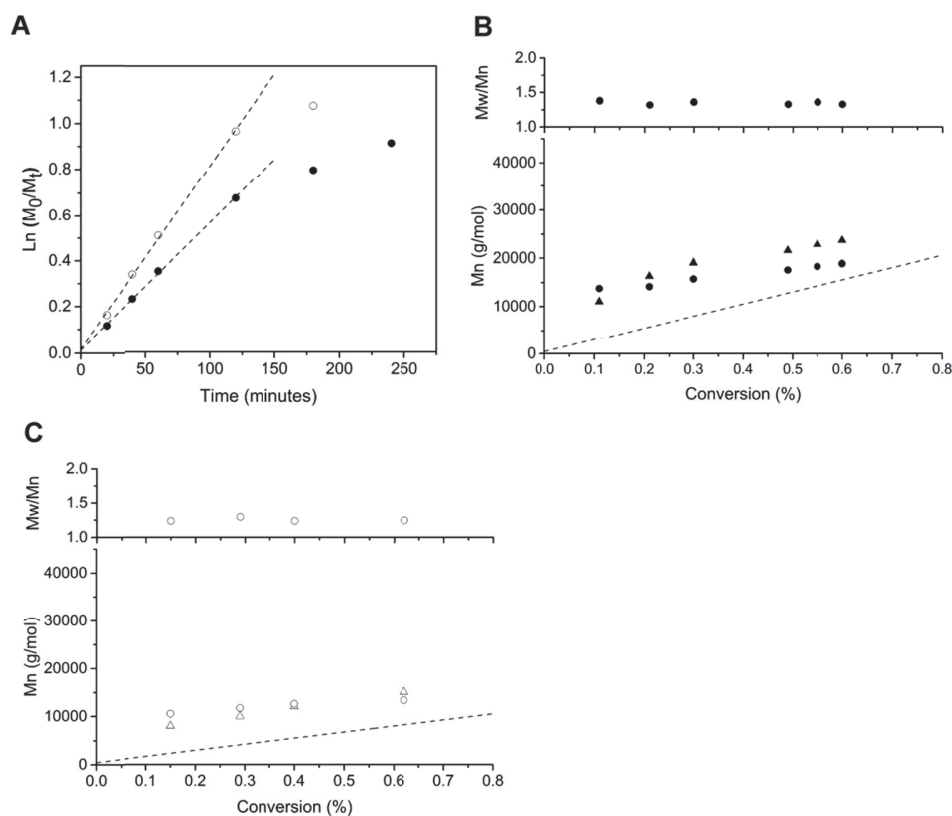 A
Ln (M0/Mt)
1.2
1.0
0.8
0.6
0.4
0.2
0.0
0 50 100 150 200 250
Time (minutes)
B
Mw/Mn
2.0
1.5
1.0
Mn (g/mol)
40000
30000
20000
10000
0
0.0 0.1 0.2 0.3 0.4 0.5 0.6 0.7 0.8
Conversion (%)
C
Mw/Mn
2.0
1.5
1.0
Mn (g/mol)
40000
30000
20000
10000
0
0.0 0.1 0.2 0.3 0.4 0.5 0.6 0.7 0.8
Conversion (%)